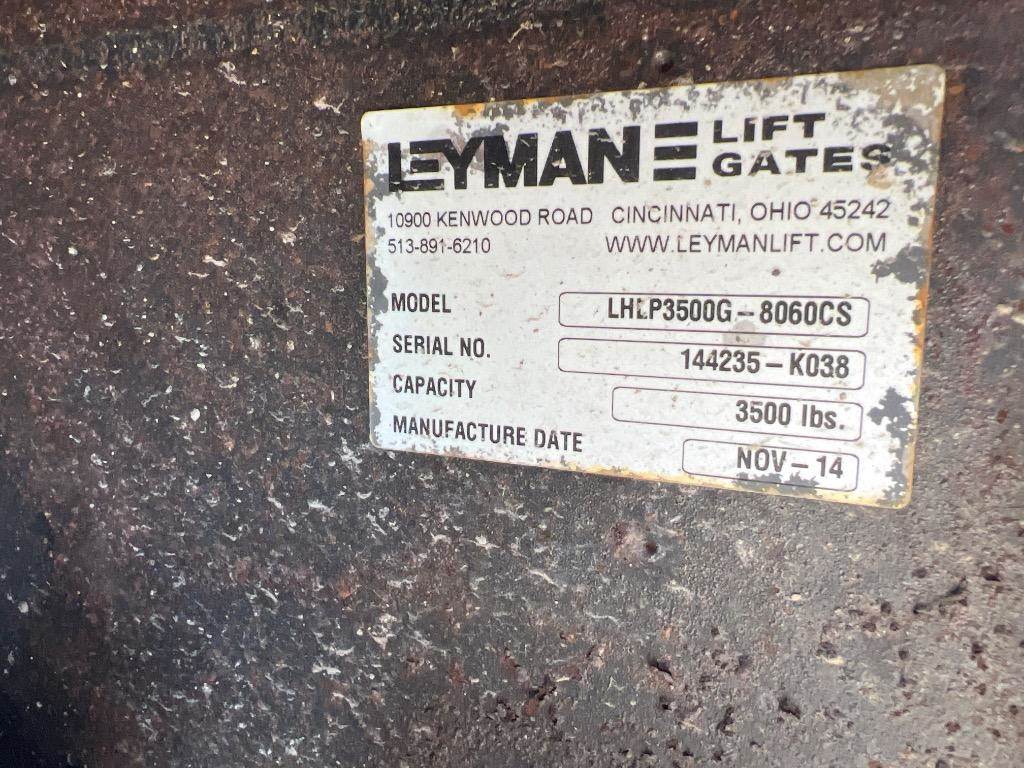 LEYMAN LIFT GATES
10900 KENWOOD ROAD CINCINNATI, OHIO 45242
513-891-6210 WWW.LEYMANLIFT.COM
MODEL LHLP3500G-8060CS
SERIAL NO. 144235-K038
CAPACITY 3500 lbs.
MANUFACTURE DATE NOV-14